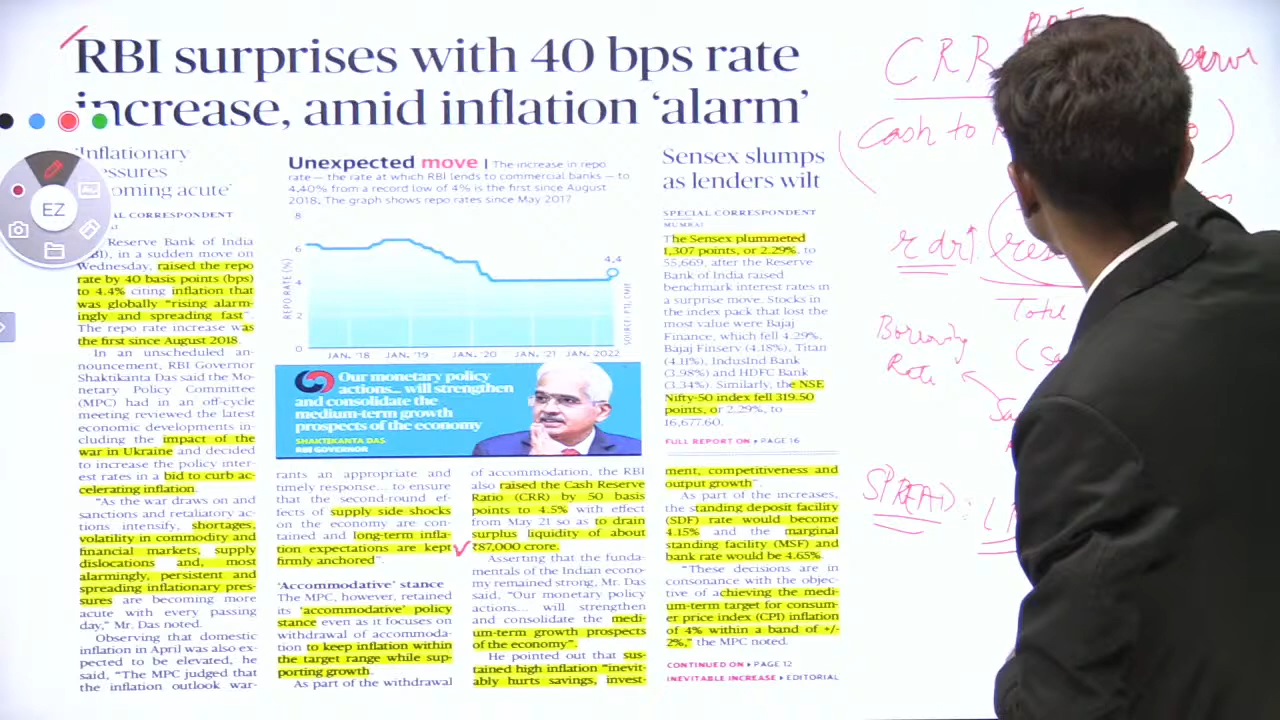 RBI surprises with 40 bps rate
increase, amid inflation ‘alarm’
EZ
‘Inflationary
AL CORRESPONDENT
Reserve Bank of India
in a sudden move on
Wednesday, raised the repo
rate by 40 basis points (bps)
to 4.4% citing inflation that
was globally “rising alarm-
ingly and spreading fast”.
The repo rate increase was
the first since August 2018.
In an unscheduled an-
nouncement, RBI Governor
Shaktikanta Das said the Mo-
netary Policy Committee
(MPC) had in an off-cycle
meeting reviewed the latest
economic developments in-
cluding the impact of the
war in Ukraine and decided
to increase the policy inter-
est rates in a bid to curb ac-
celerating inflation.
“As the war draws on and
sanctions and retaliatory ac-
tions intensify, shortages,
volatility in commodity and
financial markets, supply
dislocations and, most
alarmingly, persistent and
spreading inflationary pres-
sures are becoming more
acute with every passing
day,” Mr. Das noted.
Observing that domestic
inflation in April was also ex-
pected to be elevated, he
said, “The MPC judged that
the inflation outlook war-
Unexpected move | The increase in repo
rate — the rate at which RBI lends to commercial banks — to
4.40% from a record low of 4% is the first since August
2018. The graph shows repo rates since May 2017
8
6
4
2
0
REPO RATE (%)
4.4
SOURCE: PTI, CMIE
JAN, '18 JAN, '19 JAN, '20 JAN, '21 JAN, 2022
Our monetary policy
actions... will strengthen
and consolidate the
medium-term growth
prospects of the economy
SHAKTEKANTA DAS,
RBI GOVERNOR
rants an appropriate and
timely response... to ensure
that the second-round ef-
fects of supply side shocks
on the economy are con-
tained and long-term infla-
tion expectations are kept
firmly anchored”.
‘Accommodative’ stance
The MPC, however, retained
its ‘accommodative’ policy
stance even as it focuses on
withdrawal of accommoda-
tion to keep inflation within
the target range while sup-
porting growth.
As part of the withdrawal
of accommodation, the RBI
also raised the Cash Reserve
Ratio (CRR) by 50 basis
points to 4.5% with effect
from May 21 so as to drain
surplus liquidity of about
₹87,000 crore.
Asserting that the funda-
mentals of the Indian econo-
my remained strong, Mr. Das
said, “Our monetary policy
actions... will strengthen
and consolidate the medi-
um-term growth prospects
of the economy”.
He pointed out that sus-
tained high inflation “inevit-
ably hurts savings, invest-
Sensex slumps
as lenders wilt
SPECIAL CORRESPONDENT
MUMBAI
The Sensex plummeted
1,307 points, or 2.29%, to
55,669, after the Reserve
Bank of India raised
benchmark interest rates in
a surprise move. Stocks in
the index pack that lost the
most value were Bajaj
Finance, which fell 4.29%,
Bajaj Finserv (4.18%), Titan
(4.11%), IndusInd Bank
(3.98%) and HDFC Bank
(3.34%). Similarly, the NSE
Nifty-50 index fell 319.50
points, or 2.29%, to
16,677.60.
FULL REPORT ON ▸ PAGE 16
ment, competitiveness and
output growth”.
As part of the increases,
the standing deposit facility
(SDF) rate would become
4.15% and the marginal
standing facility (MSF) and
bank rate would be 4.65%.
“These decisions are in
consonance with the objec-
tive of achieving the medi-
um-term target for consum-
er price index (CPI) inflation
of 4% within a band of +/-
2%,” the MPC noted.
CONTINUED ON ▸ PAGE 12
INEVITABLE INCREASE ▸ EDITORIAL
CRR
(Cash to
rdr↑
Total
Borrowing
Rate
SPREAD: